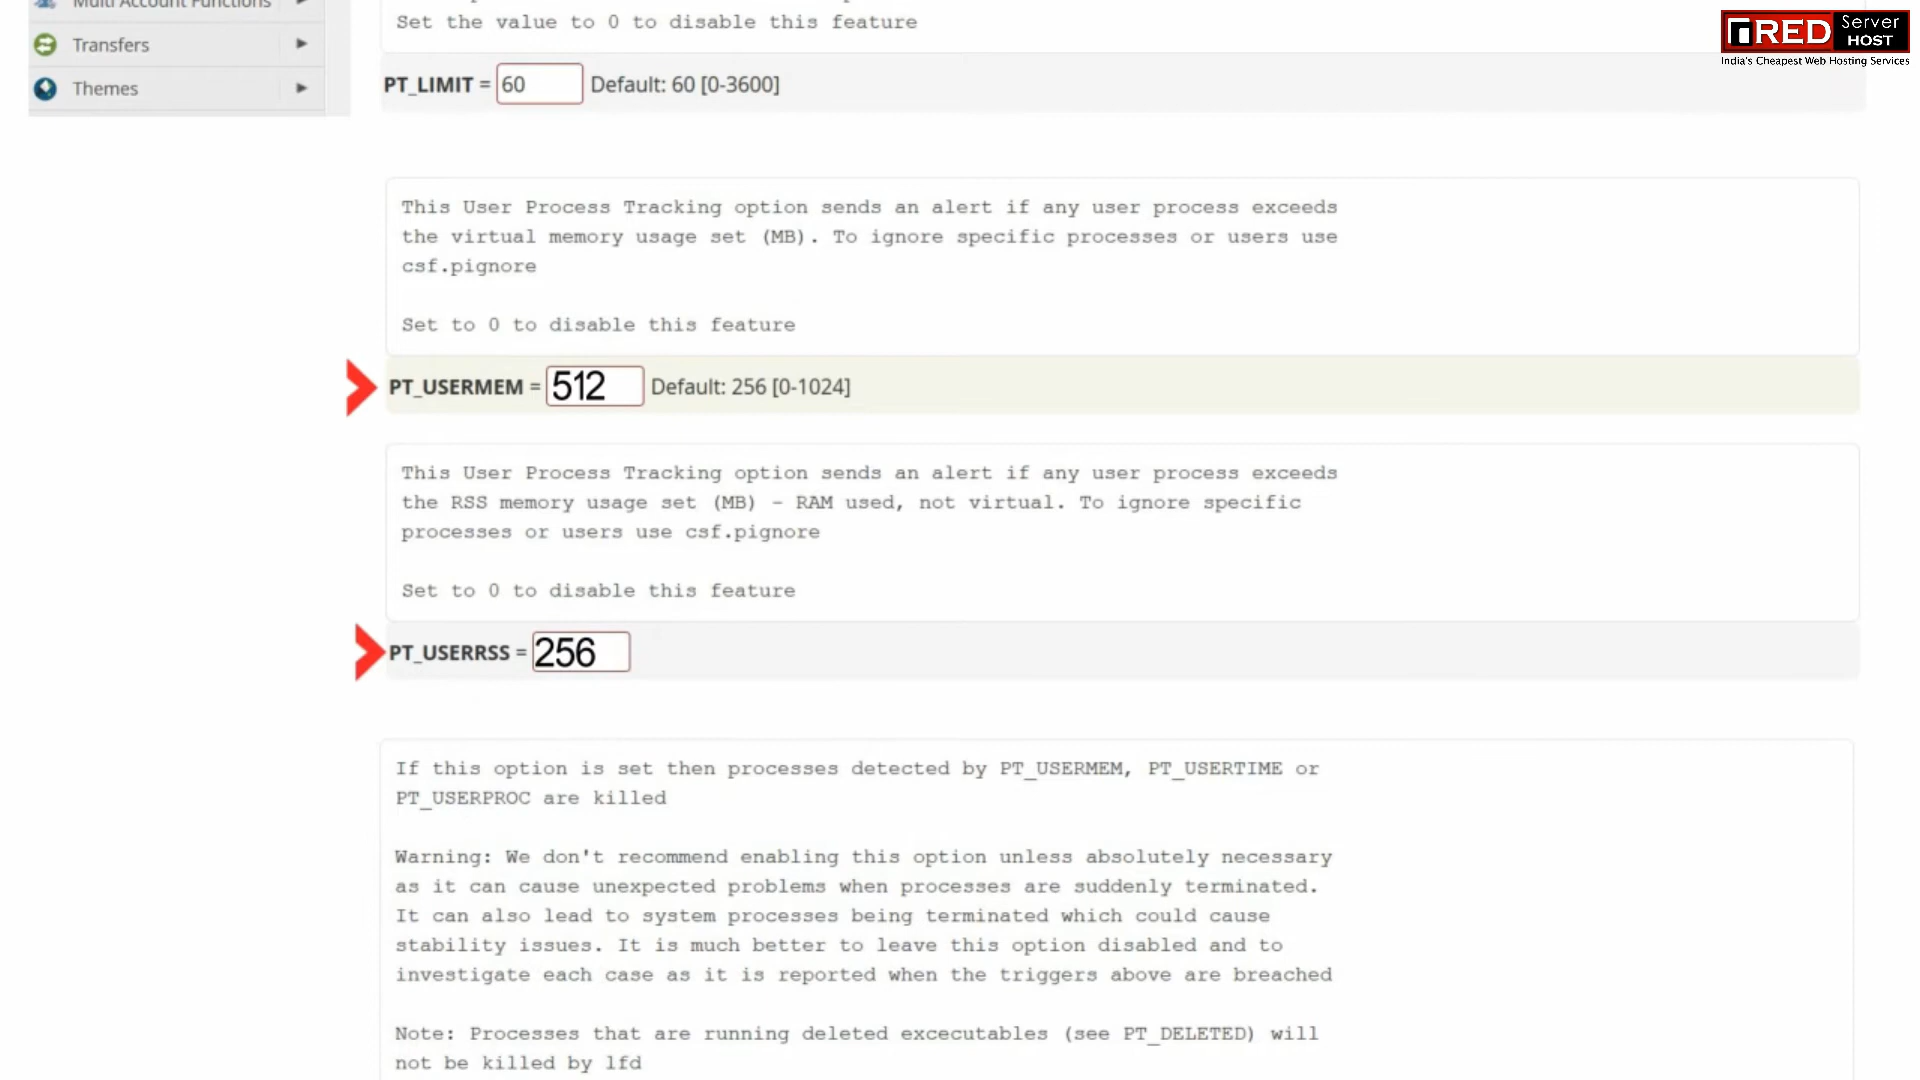 Multi Account Functions
Transfers
Themes
Set the value to 0 to disable this feature
RED Server HOST
India's Cheapest Web Hosting Services
PT_LIMIT = 60 Default: 60 [0-3600]
This User Process Tracking option sends an alert if any user process exceeds
the virtual memory usage set (MB). To ignore specific processes or users use
csf.pignore
Set to 0 to disable this feature
PT_USERMEM = 512 Default: 256 [0-1024]
This User Process Tracking option sends an alert if any user process exceeds
the RSS memory usage set (MB) - RAM used, not virtual. To ignore specific
processes or users use csf.pignore
Set to 0 to disable this feature
PT_USERRSS = 256
If this option is set then processes detected by PT_USERMEM, PT_USERTIME or
PT_USERPROC are killed
Warning: We don't recommend enabling this option unless absolutely necessary
as it can cause unexpected problems when processes are suddenly terminated.
It can also lead to system processes being terminated which could cause
stability issues. It is much better to leave this option disabled and to
investigate each case as it is reported when the triggers above are breached
Note: Processes that are running deleted excecutables (see PT_DELETED) will
not be killed by lfd